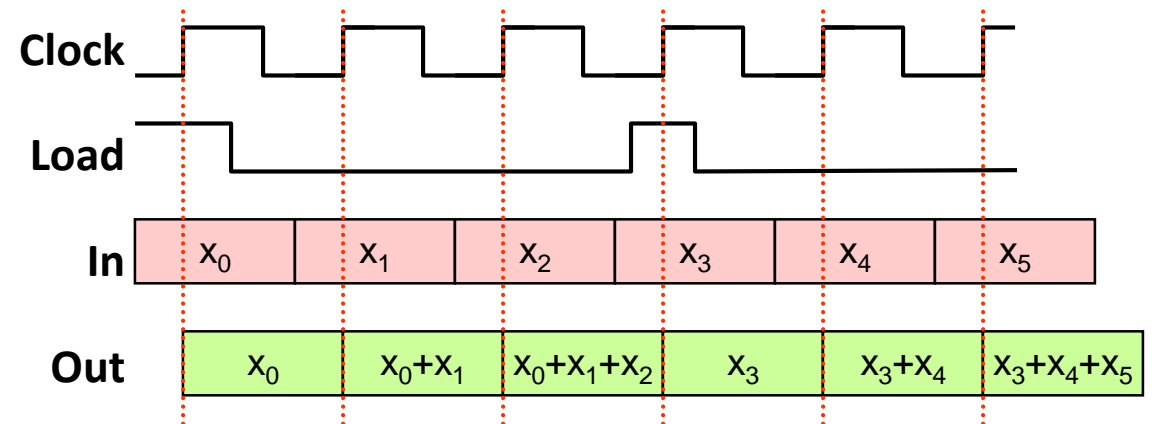 Clock
Load
In x₀ x₁ x₂ x₃ x₄ x₅
Out x₀ x₀+x₁ x₀+x₁+x₂ x₃ x₃+x₄ x₃+x₄+x₅